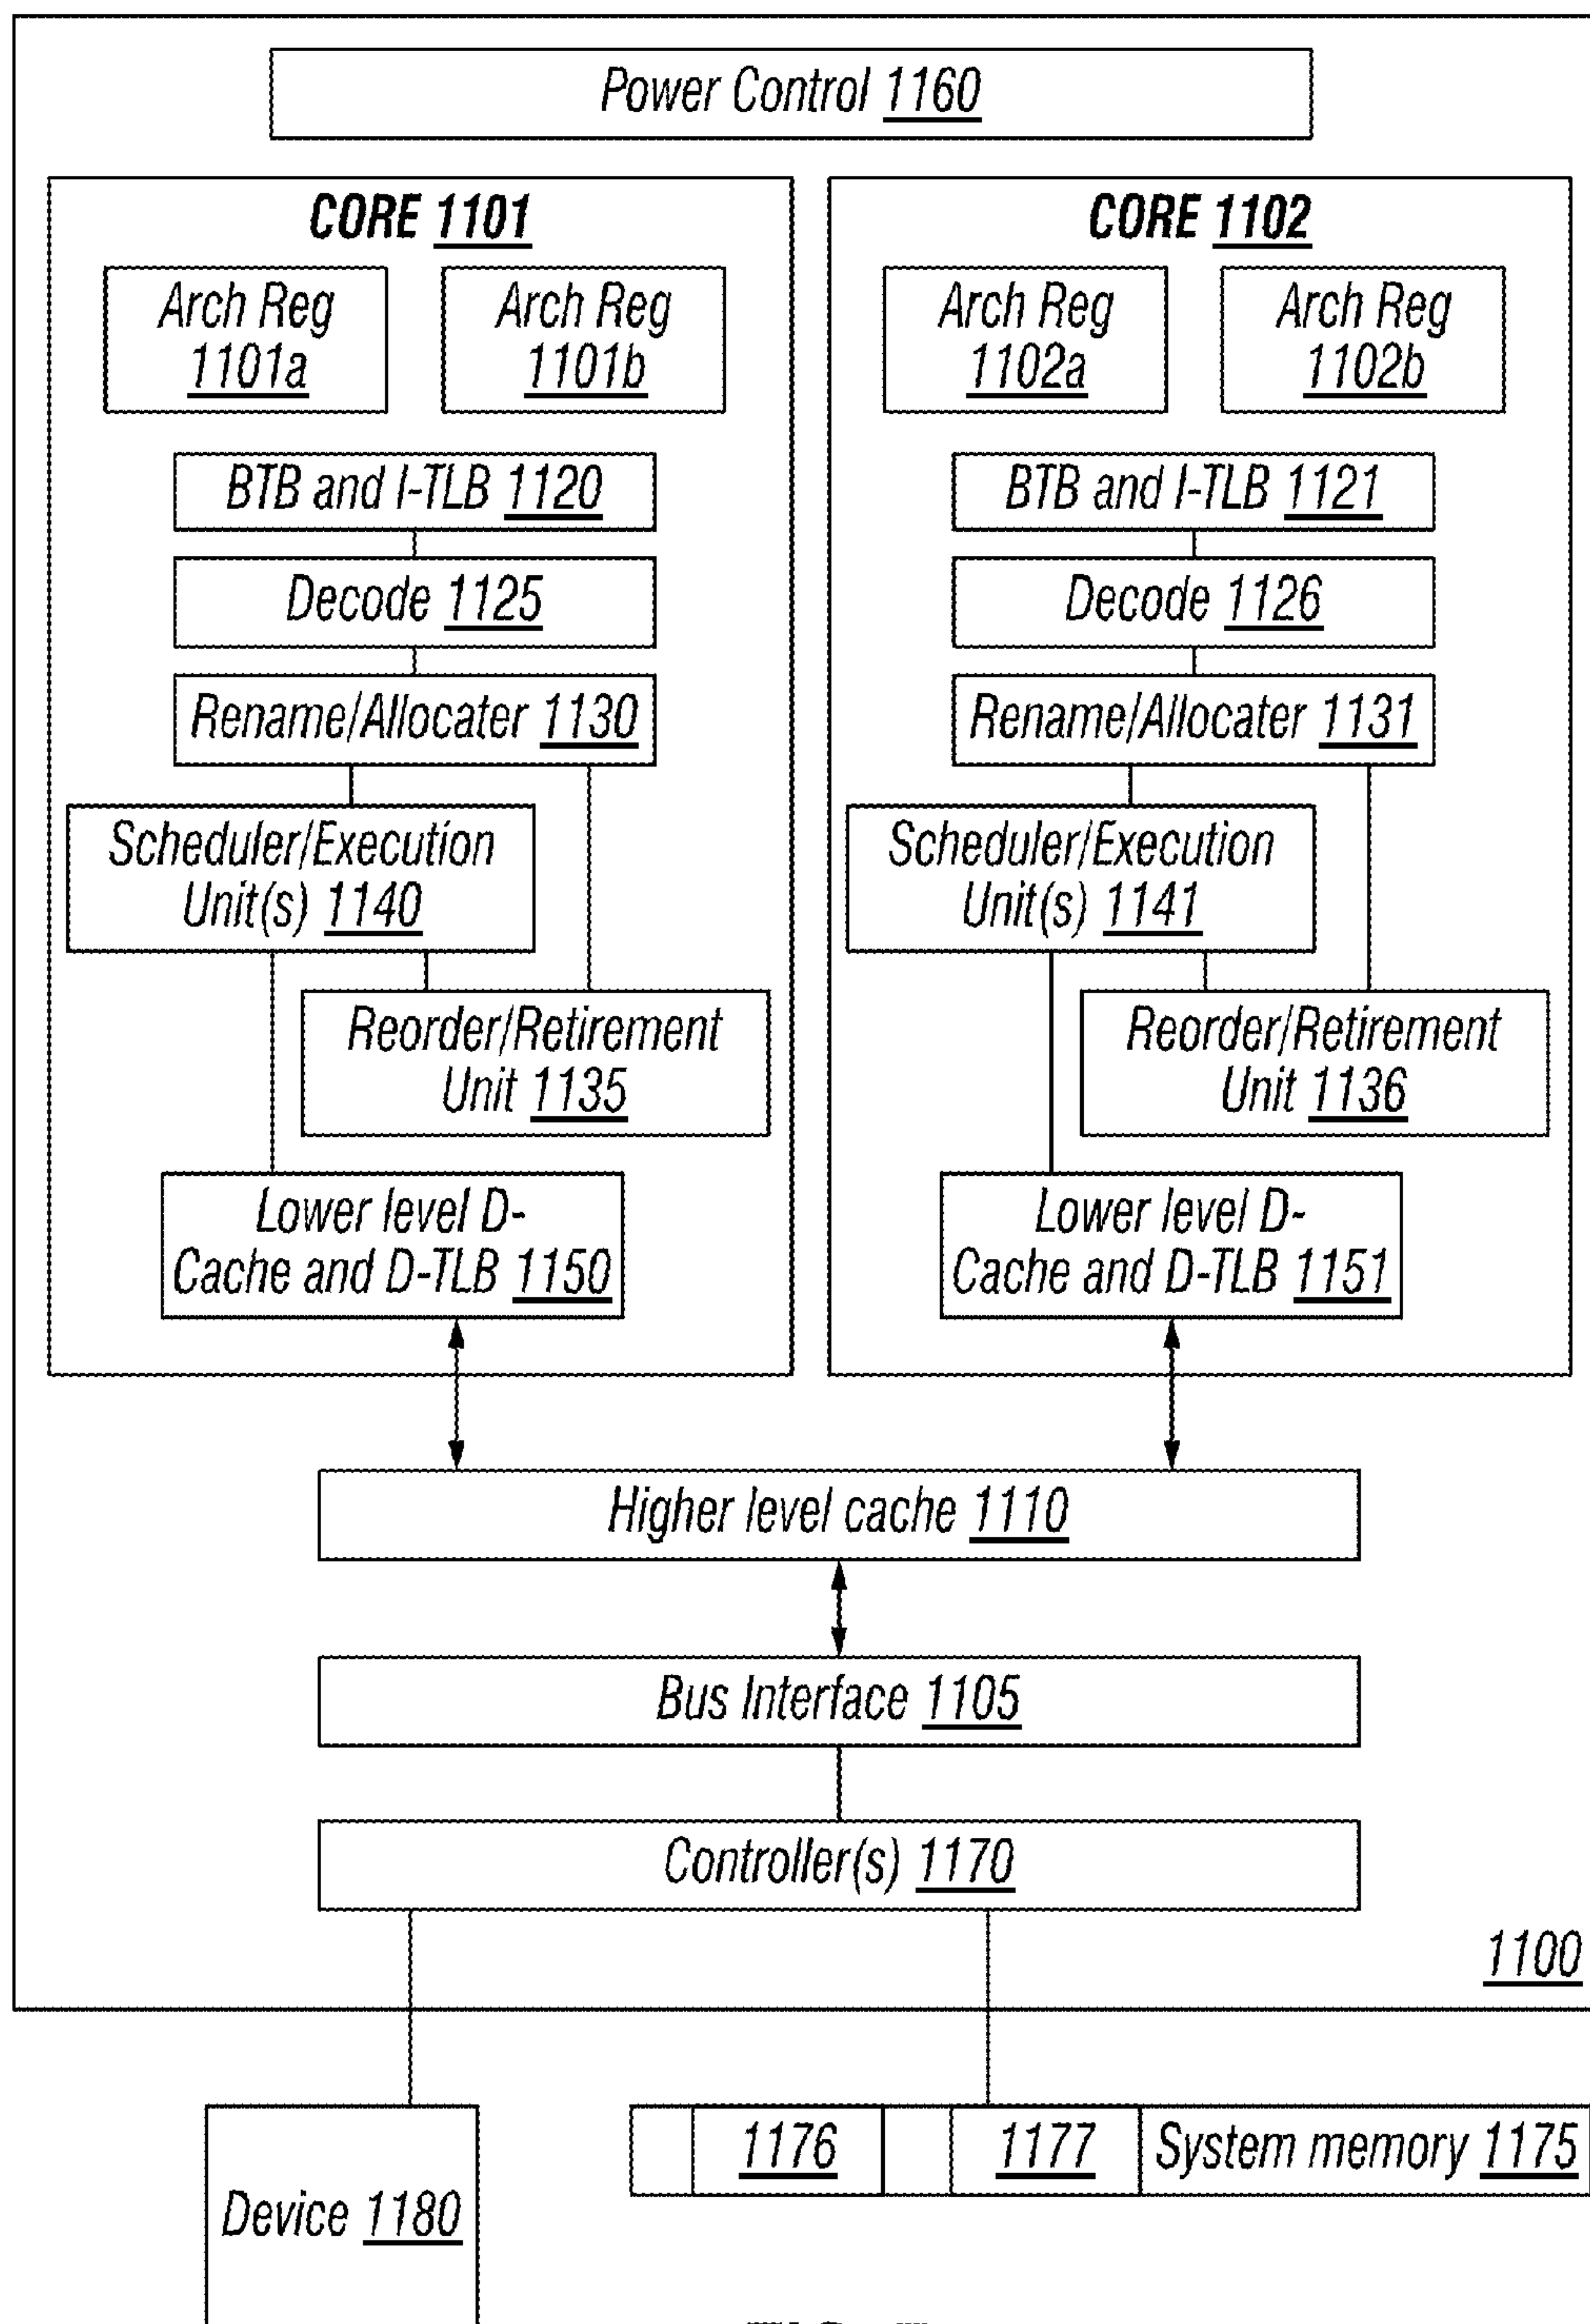 Power Control 1160
CORE 1101
Arch Reg
1101a
Arch Reg
1101b
BTB and I-TLB 1120
Decode 1125
Rename/Allocater 1130
Scheduler/Execution
Unit(s) 1140
Reorder/Retirement
Unit 1135
Lower level D-
Cache and D-TLB 1150
CORE 1102
Arch Reg
1102a
Arch Reg
1102b
BTB and I-TLB 1121
Decode 1126
Rename/Allocater 1131
Scheduler/Execution
Unit(s) 1141
Reorder/Retirement
Unit 1136
Lower level D-
Cache and D-TLB 1151
Higher level cache 1110
Bus Interface 1105
Controller(s) 1170
1100
1176
1177
System memory 1175
Device 1180